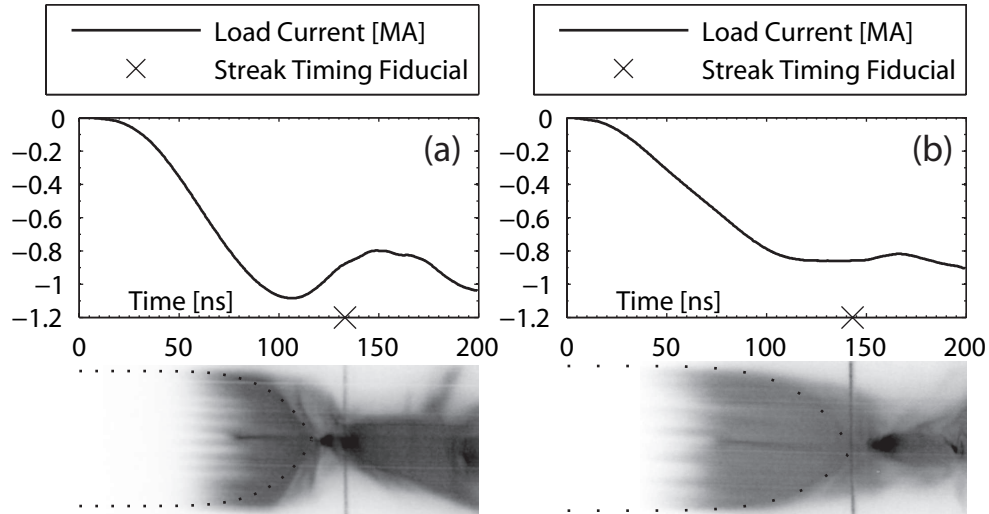 Load Current [MA]
Streak Timing Fiducial
Load Current [MA]
Streak Timing Fiducial
0
−0.2
−0.4
−0.6
−0.8
−1
−1.2
(a)
Time [ns]
0 50 100 150 200
0
−0.2
−0.4
−0.6
−0.8
−1
−1.2
(b)
Time [ns]
0 50 100 150 200